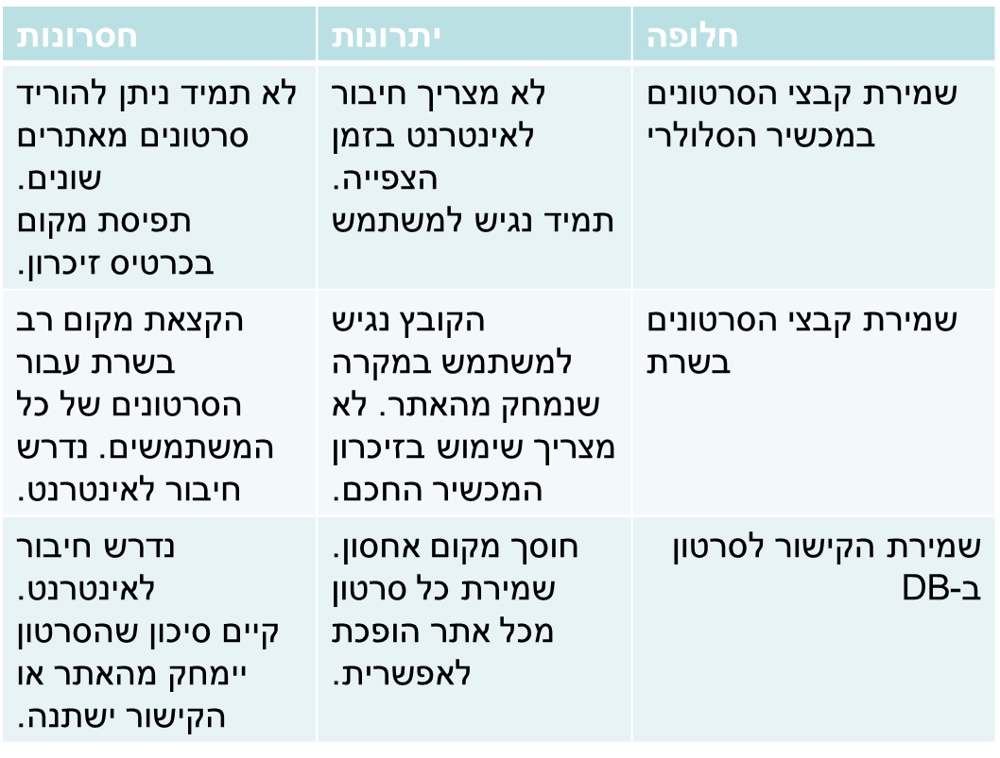 חלופה
יתרונות
חסרונות
שמירת קבצי הסרטונים
במכשיר הסלולרי
לא מצריך חיבור
לאינטרנט בזמן
הצפייה.
תמיד נגיש למשתמש
לא תמיד ניתן להוריד
סרטונים מאתרים
שונים.
תפיסת מקום
בכרטיס זיכרון.
שמירת קבצי הסרטונים
בשרת
הקובץ נגיש
למשתמש במקרה
שנמחק מהאתר. לא
מצריך שימוש בזיכרון
המכשיר החכם.
הקצאת מקום רב
בשרת עבור
הסרטונים של כל
המשתמשים. נדרש
חיבור לאינטרנט.
שמירת הקישור לסרטון
ב-DB
חוסך מקום אחסון.
שמירת כל סרטון
מכל אתר הופכת
לאפשרית.
נדרש חיבור
לאינטרנט.
קיים סיכון שהסרטון
יימחק מהאתר או
הקישור ישתנה.